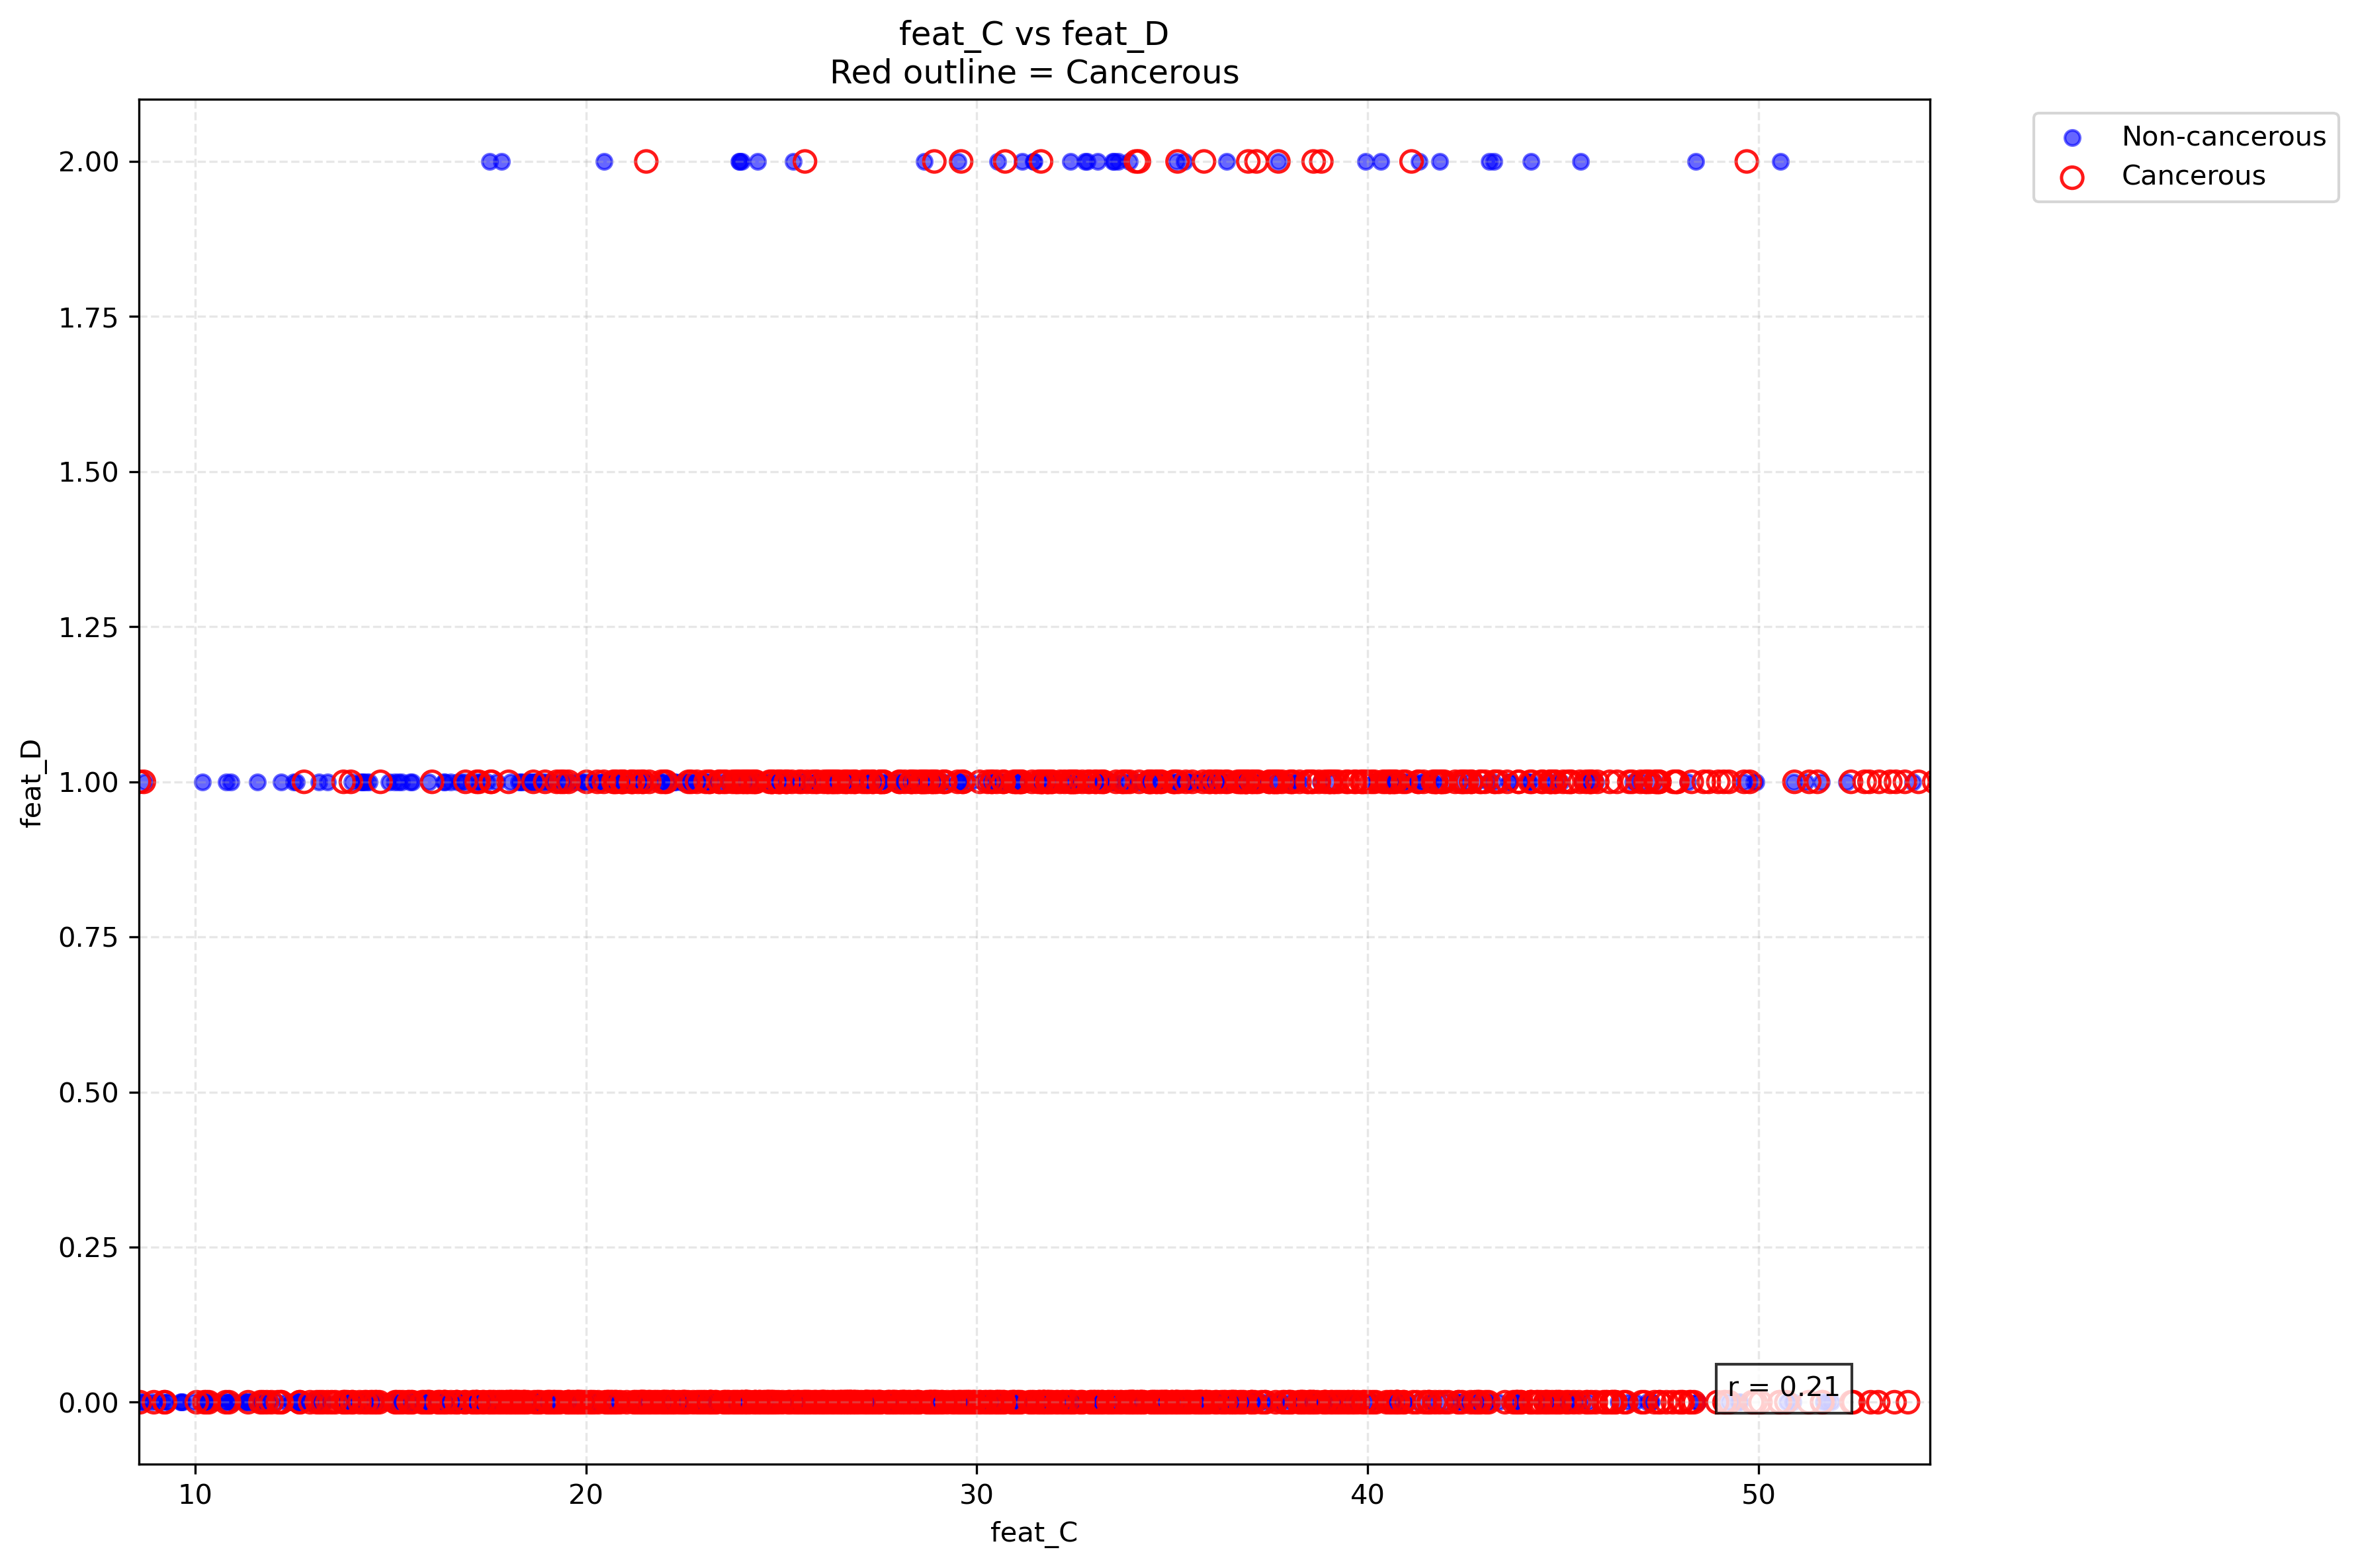 feat_C vs feat_D
Red outline = Cancerous
Non-cancerous
Cancerous
2.00
1.75
1.50
1.25
1.00
0.75
0.50
0.25
0.00
feat_D
r = 0.21
10
20
30
40
50
feat_C